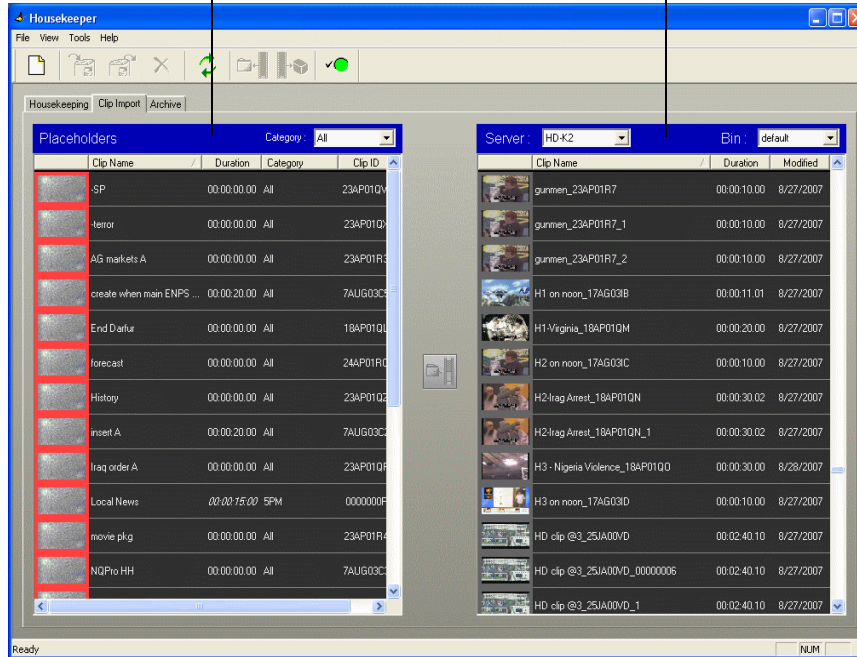 Housekeeper
File View Tools Help
Housekeeping Clip Import Archive
Placeholders Category : All
Clip Name Duration Category Clip ID
-SP 00:00:00.00 All 23AP01QV
-terror 00:00:00.00 All
AG markets A 00:00:00.00 All
create when main ENPS ... 00:00:20.00 All
End Darfur 00:00:00.00 All
forecast 00:00:00.00 All
History 00:00:00.00 All
insert A 00:00:20.00 All
Iraq order A 00:00:00.00 All
Local News 00:00:15:00 5PM
movie pkg 00:00:00.00 All
NQPro HH 00:00:00.00 All
Server : HD-K2 Bin : default
Clip Name Duration Modified
gunmen_23AP01R7 00:00:10.00 8/27/2007
gunmen_23AP01R7_1 00:00:10.00 8/27/2007
gunmen_23AP01R7_2 00:00:10.00 8/27/2007
H1 on noon_17AG03IB 00:00:11.01 8/27/2007
H1-Virginia_18AP01QM 00:00:20.00 8/27/2007
H2 on noon_17AG03IC 00:00:10.00 8/27/2007
H2-Irag Arrest_18AP01QN 00:00:30.02 8/27/2007
H2-Irag Arrest_18AP01QN_1 00:00:30.02 8/27/2007
H3 - Nigeria Violence_18AP01QO 00:00:30.00 8/28/2007
H3 on noon_17AG03ID 00:00:10.00 8/27/2007
HD clip @3_25JA00VD 00:02:40.10 8/27/2007
HD clip @3_25JA00VD_00000006 00:02:40.10 8/27/2007
HD clip @3_25JA00VD_1 00:02:40.10 8/27/2007
Ready NUM